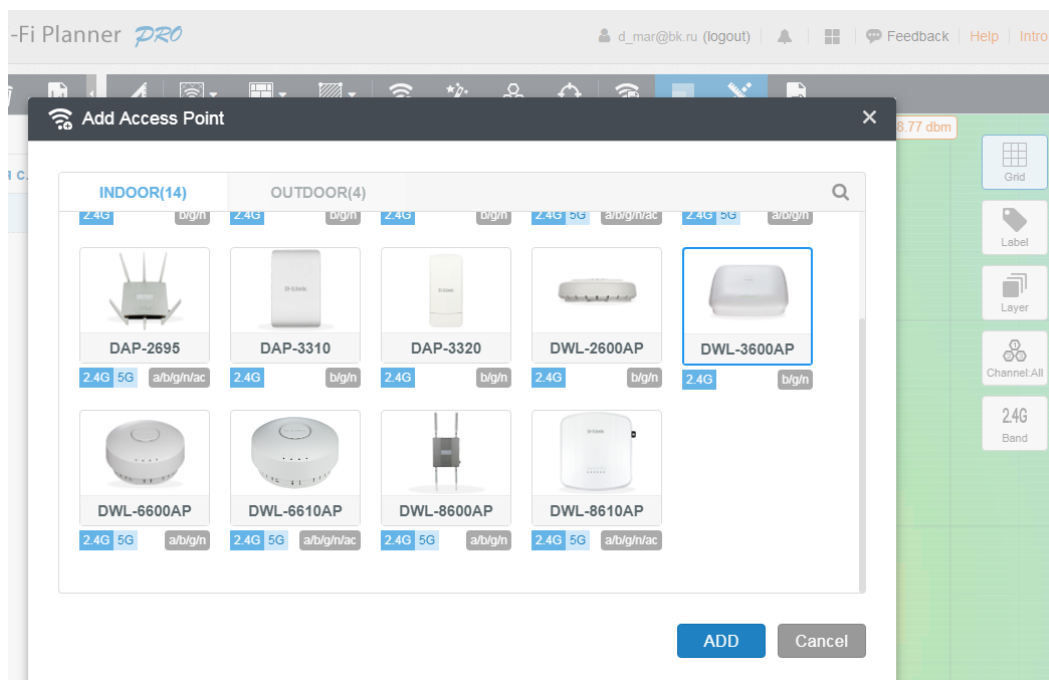 -Fi Planner PRO
d_mar@bk.ru (logout) Feedback Help Intro
Add Access Point
8.77 dbm
INDOOR(14) OUTDOOR(4)
2.4G b/g/n 2.4G b/g/n 2.4G b/g/n 2.4G 5G a/b/g/n/ac 2.4G 5G a/b/g/n
D-Link D-Link
DAP-2695 DAP-3310 DAP-3320 DWL-2600AP DWL-3600AP
2.4G 5G a/b/g/n/ac 2.4G b/g/n 2.4G b/g/n 2.4G b/g/n 2.4G b/g/n
D-Link
DWL-6600AP DWL-6610AP DWL-8600AP DWL-8610AP
2.4G 5G a/b/g/n 2.4G 5G a/b/g/n/ac 2.4G 5G a/b/g/n 2.4G 5G a/b/g/n/ac
ADD Cancel
Grid
Label
Layer
Channel:All
2.4G
Band